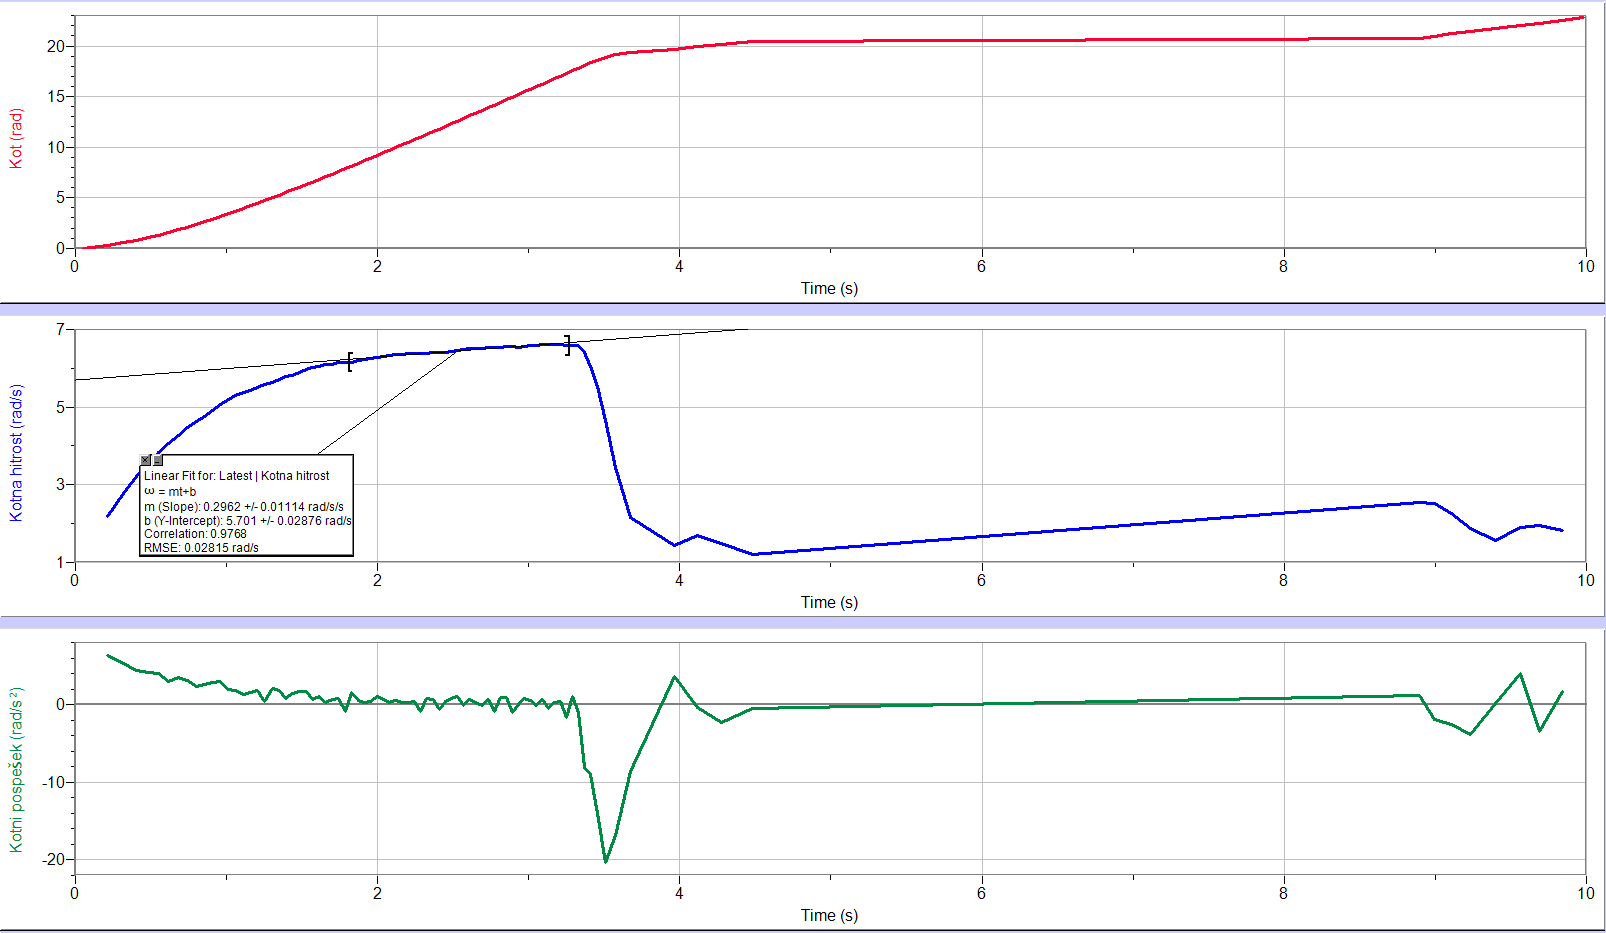 Kot (rad)
20
15
10
5
0
0 2 4 6 8 10
Time (s)
Kotna hitrost (rad/s)
7
5
3
1
Linear Fit for: Latest | Kotna hitrost
ω = mt+b
m (Slope): 0.2962 +/- 0.01114 rad/s/s
b (Y-Intercept): 5.701 +/- 0.02876 rad/s
Correlation: 0.9768
RMSE: 0.02815 rad/s
0 2 4 6 8 10
Time (s)
Kotni pospešek (rad/s²)
0
-10
-20
0 2 4 6 8 10
Time (s)